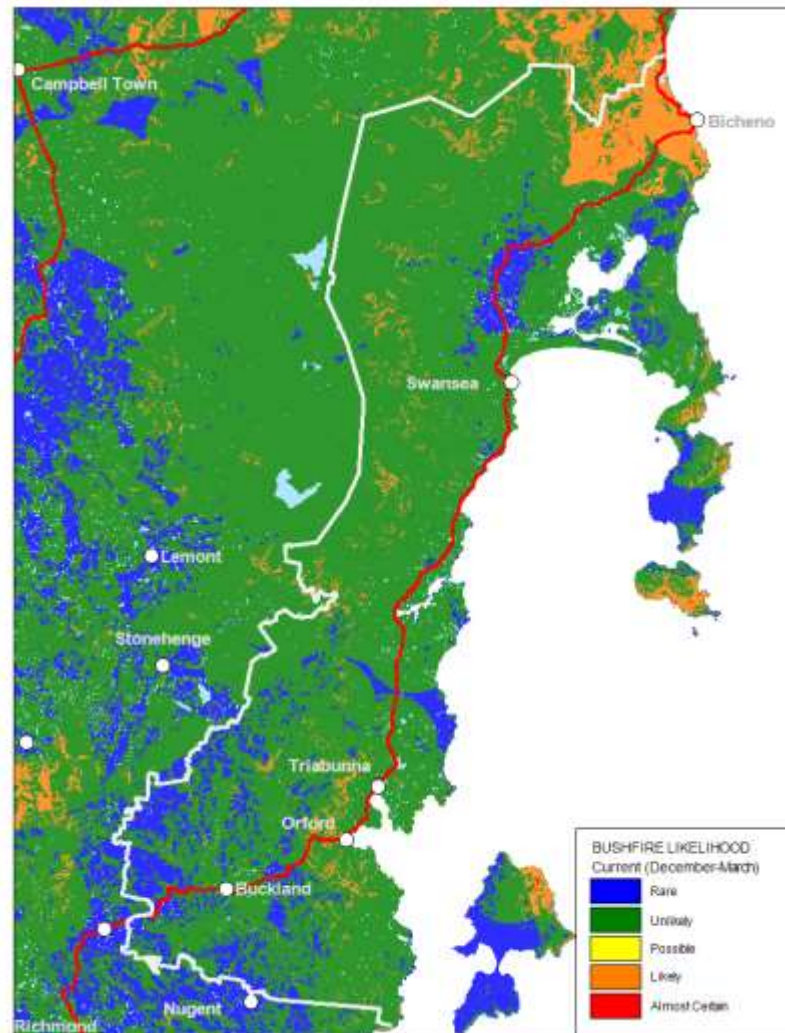 Campbell Town
Bicheno
Swansea
Lemont
Stonehenge
Triabunna
Orford
Buckland
Nugent
Richmond
BUSHFIRE LIKELIHOOD
Current (December-March)
Rare
Unlikely
Possible
Likely
Almost Certain